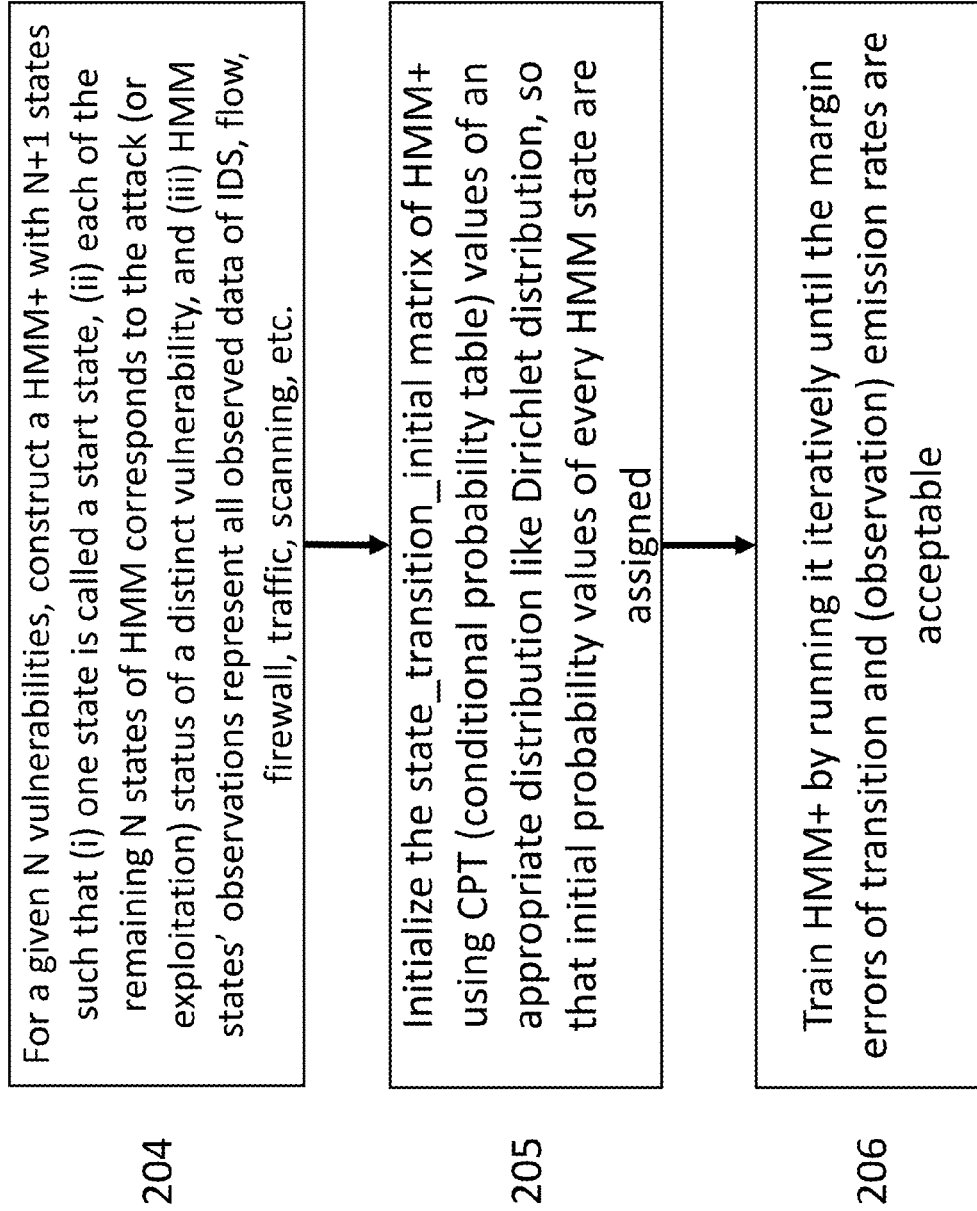 204
For a given N vulnerabilities, construct a HMM+ with N+1 states
such that (i) one state is called a start state, (ii) each of the
remaining N states of HMM corresponds to the attack (or
exploitation) status of a distinct vulnerability, and (iii) HMM
states’ observations represent all observed data of IDS, flow,
firewall, traffic, scanning, etc.
205
Initialize the state_transition_initial matrix of HMM+
using CPT (conditional probability table) values of an
appropriate distribution like Dirichlet distribution, so
that initial probability values of every HMM state are
assigned
206
Train HMM+ by running it iteratively until the margin
errors of transition and (observation) emission rates are
acceptable